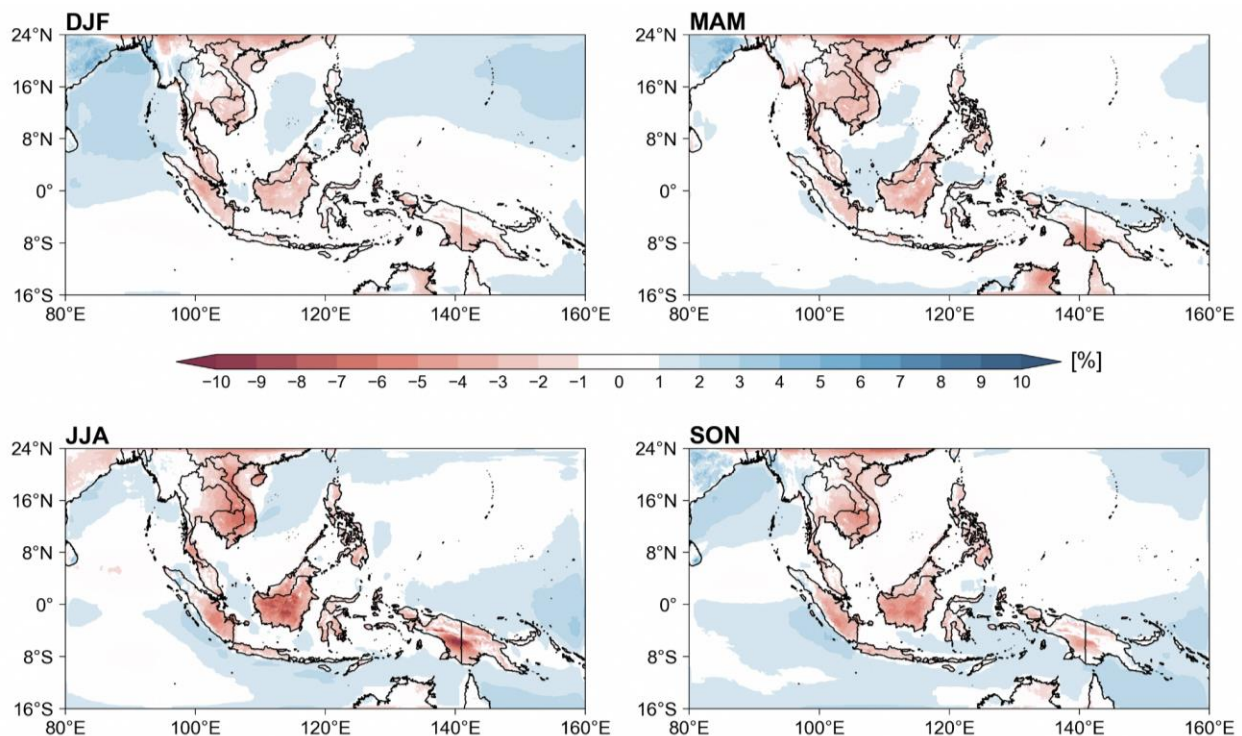 DJF MAM
24°N 24°N
16°N 16°N
8°N 8°N
0° 0°
8°S 8°S
16°S 16°S
80°E 100°E 120°E 140°E 160°E 80°E 100°E 120°E 140°E 160°E
[%]
−10 −9 −8 −7 −6 −5 −4 −3 −2 −1 0 1 2 3 4 5 6 7 8 9 10
JJA SON
24°N 24°N
16°N 16°N
8°N 8°N
0° 0°
8°S 8°S
16°S 16°S
80°E 100°E 120°E 140°E 160°E 80°E 100°E 120°E 140°E 160°E